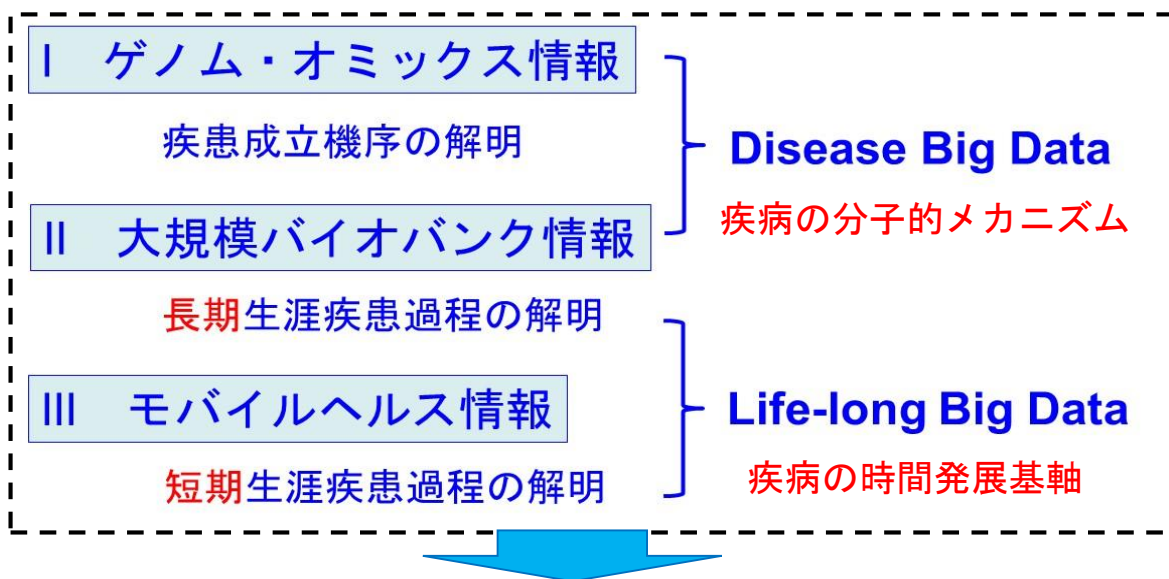 I ゲノム・オミックス情報
疾患成立機序の解明
II 大規模バイオバンク情報
長期生涯疾患過程の解明
III モバイルヘルス情報
短期生涯疾患過程の解明
Disease Big Data
疾病の分子的メカニズム
Life-long Big Data
疾病の時間発展基軸